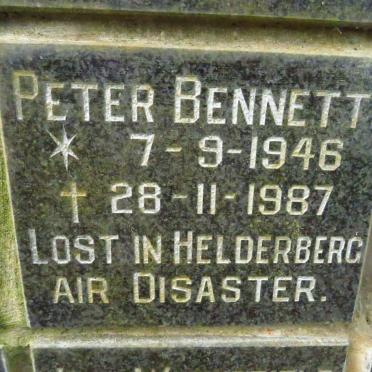 PETER BENNETT
* 7-9-1946
† 28-11-1987
LOST IN HELDERBERG
AIR DISASTER.